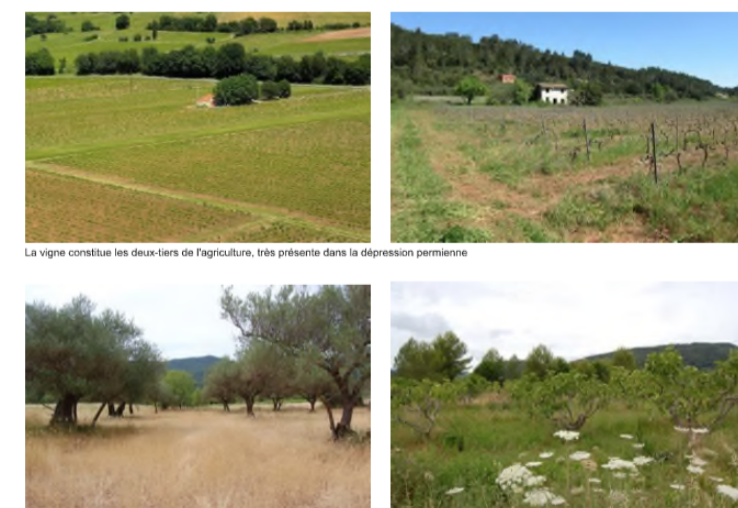 La vigne constitue les deux-tiers de l'agriculture, très présente dans la dépression permienne